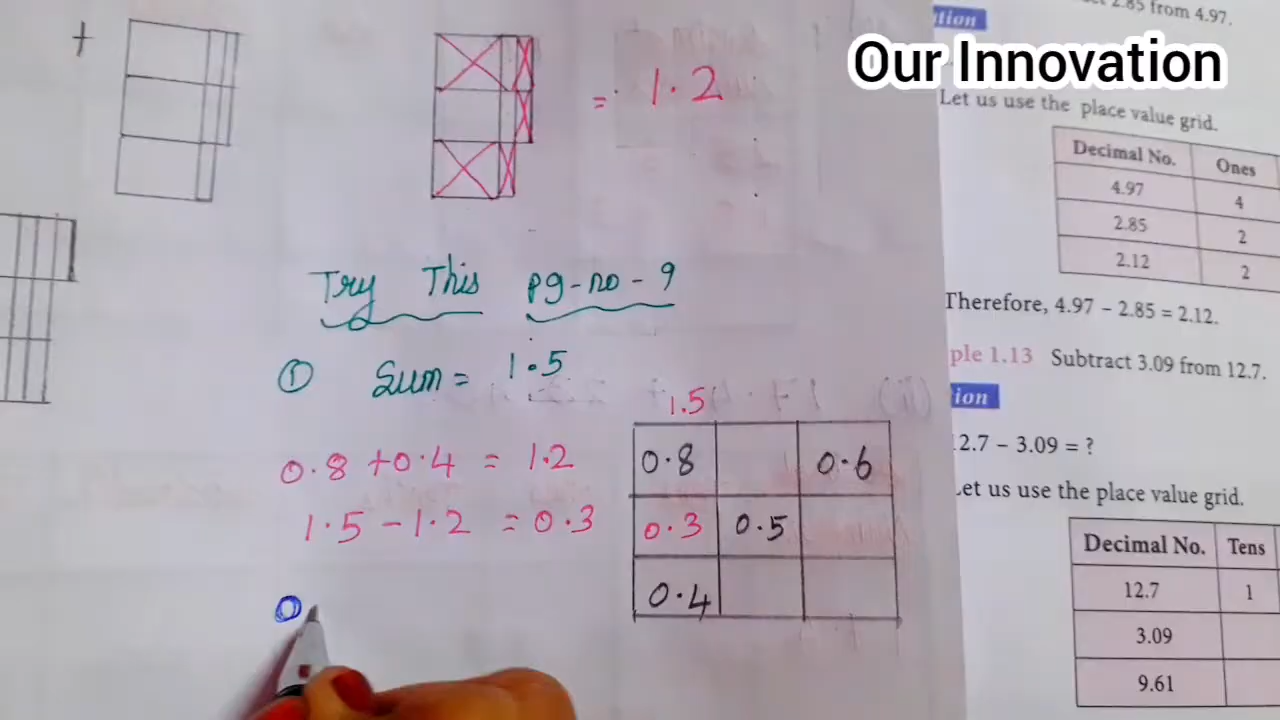 Our Innovation
+
= 1.2
Try This pg-no-9
① Sum = 1.5
0.8 + 0.4 = 1.2
1.5 - 1.2 = 0.3
0
1.5
0.8 0.6
0.3 0.5
0.4
2.85 from 4.97.
Let us use the place value grid.
Decimal No. Ones
4.97 4
2.85 2
2.12 2
Therefore, 4.97 – 2.85 = 2.12.
ple 1.13 Subtract 3.09 from 12.7.
ion
12.7 – 3.09 = ?
Let us use the place value grid.
Decimal No. Tens
12.7 1
3.09
9.61